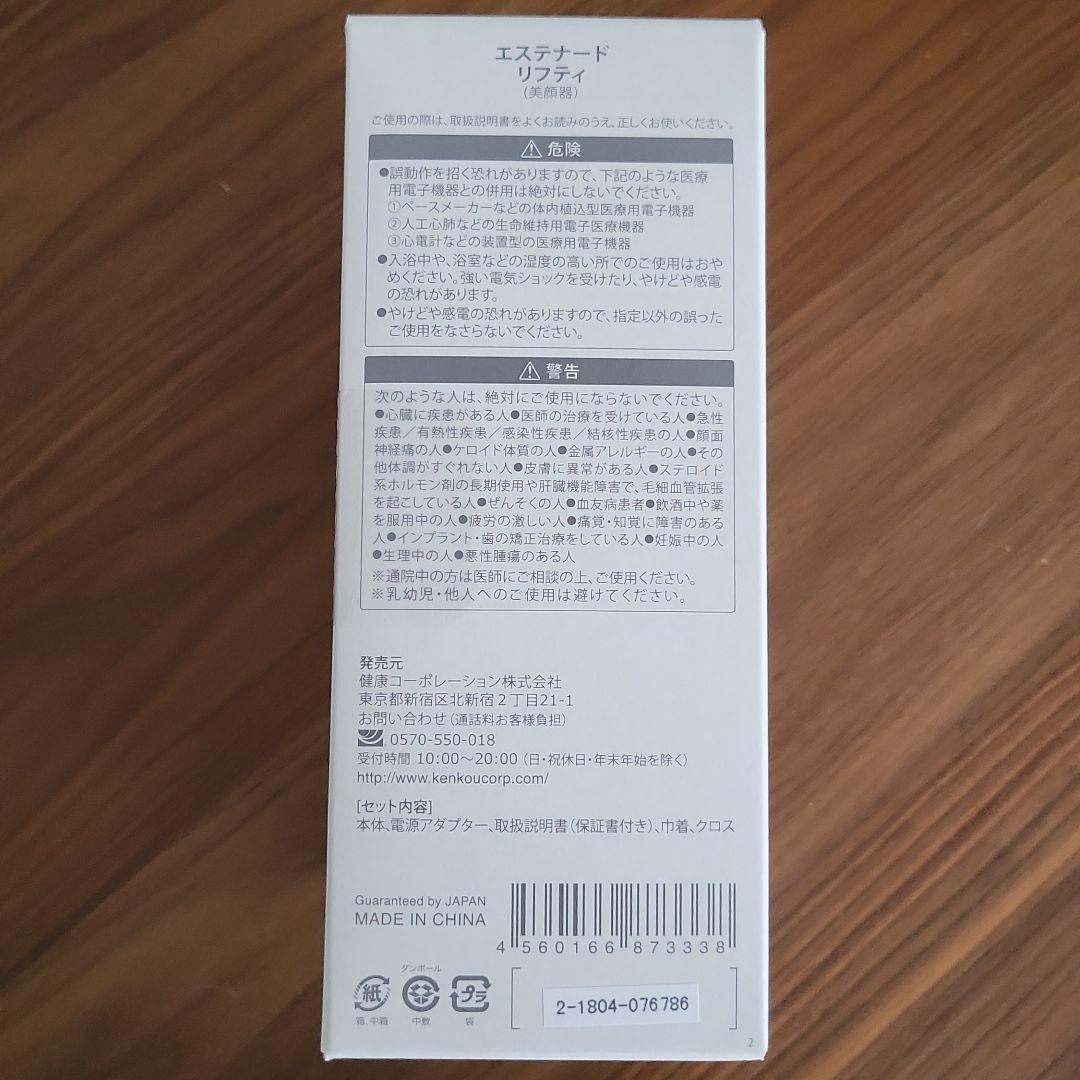 エステナード
リフティ
(美顔器)
ご使用の際は、取扱説明書をよくお読みのうえ、正しくお使いください。
⚠ 危険
●誤動作を招く恐れがありますので、下記のような医療
用電子機器との併用は絶対にしないでください。
①ペースメーカーなどの体内植込型医療用電子機器
②人工心肺などの生命維持用電子医療機器
③心電計などの装置型の医療用電子機器
●入浴中や、浴室などの湿度の高い所でのご使用はおや
めください。強い電気ショックを受けたり、やけどや感電
の恐れがあります。
●やけどや感電の恐れがありますので、指定以外の誤った
ご使用をなさらないでください。
⚠ 警告
次のような人は、絶対にご使用にならないでください。
●心臓に疾患がある人●医師の治療を受けている人●急性
疾患/有熱性疾患/感染性疾患/結核性疾患の人●顔面
神経痛の人●ケロイド体質の人●金属アレルギーの人●その
他体調がすぐれない人●皮膚に異常がある人●ステロイド
系ホルモン剤の長期使用や肝臓機能障害で、毛細血管拡張
を起こしている人●ぜんそくの人●血友病患者●飲酒中や薬
を服用中の人●疲労の激しい人●痛覚・知覚に障害のある
人●インプラント・歯の矯正治療をしている人●妊娠中の人
●生理中の人●悪性腫瘍のある人
※通院中の方は医師にご相談の上、ご使用ください。
※乳幼児・他人へのご使用は避けてください。
発売元
健康コーポレーション株式会社
東京都新宿区北新宿2丁目21-1
お問い合わせ(通話料お客様負担)
0570-550-018
受付時間 10:00～20:00 (日・祝休日・年末年始を除く)
http://www.kenkoucorp.com/
[セット内容]
本体、電源アダプター、取扱説明書(保証書付き)、巾着、クロス
Guaranteed by JAPAN
MADE IN CHINA
4 560166 873338
ダンボール
紙
プラ
箱、中箱
中敷
袋
2-1804-076786
2